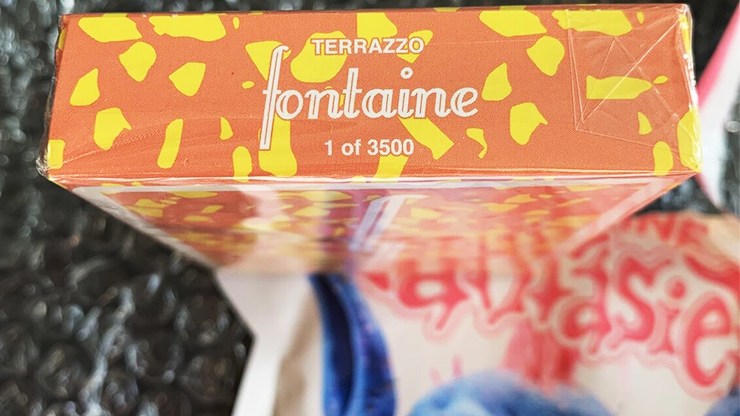 TERRAZZO
fontaine
1 of 3500